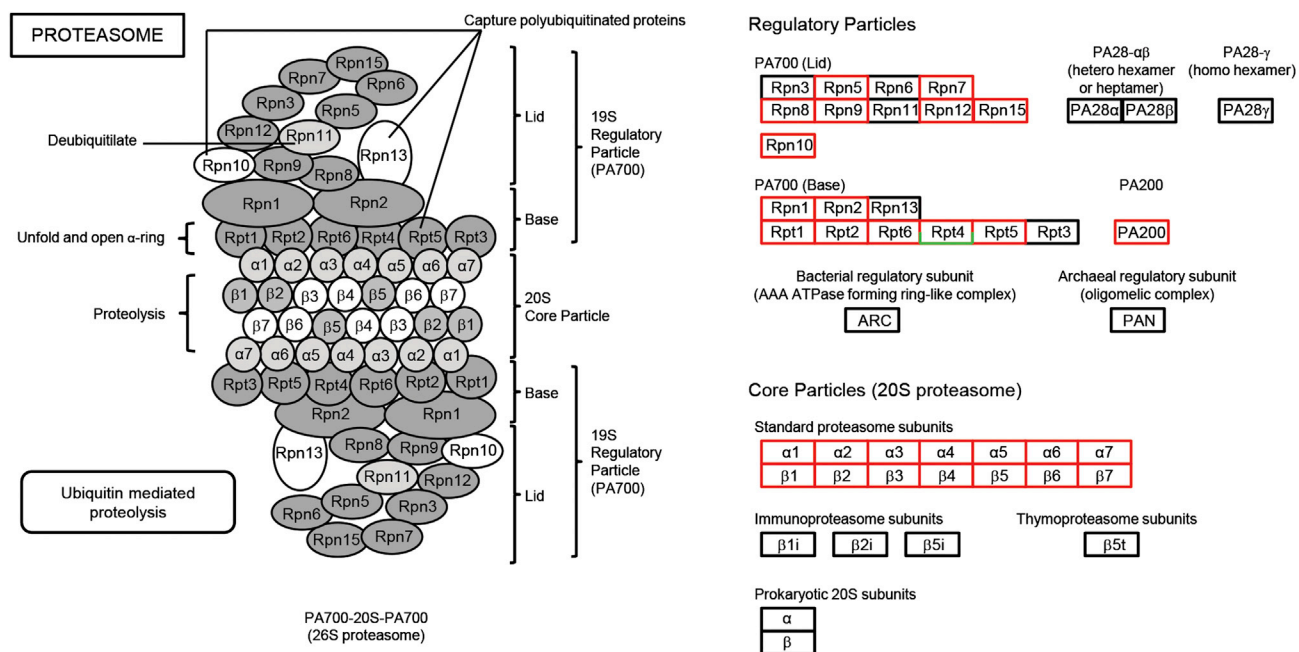 PROTEASOME
Capture polyubiquitinated proteins
Rpn15
Rpn7
Rpn6
Rpn3
Rpn5
Rpn12
Rpn11
Deubiquitilate
Rpn13
Rpn10
Rpn9
Rpn8
Lid
19S
Regulatory
Particle
(PA700)
Rpn1
Rpn2
Base
Unfold and open α-ring
Rpt1
Rpt2
Rpt6
Rpt4
Rpt5
Rpt3
α1
α2
α3
α4
α5
α6
α7
β1
β2
β3
β4
β5
β6
β7
Proteolysis
20S
Core Particle
β7
β6
β5
β4
β3
β2
β1
α7
α6
α5
α4
α3
α2
α1
Rpt3
Rpt5
Rpt4
Rpt6
Rpt2
Rpt1
Base
Rpn2
Rpn1
Rpn13
Rpn8
Rpn9
Rpn10
19S
Regulatory
Particle
(PA700)
Rpn11
Rpn12
Lid
Rpn6
Rpn5
Rpn3
Rpn15
Rpn7
Ubiquitin mediated
proteolysis
PA700-20S-PA700
(26S proteasome)
Regulatory Particles
PA700 (Lid)
Rpn3 Rpn5 Rpn6 Rpn7
Rpn8 Rpn9 Rpn11 Rpn12 Rpn15
Rpn10
PA28-αβ
(hetero hexamer
or heptamer)
PA28α PA28β
PA28-γ
(homo hexamer)
PA28γ
PA700 (Base)
Rpn1 Rpn2 Rpn13
Rpt1 Rpt2 Rpt6 Rpt4 Rpt5 Rpt3
PA200
PA200
Bacterial regulatory subunit
(AAA ATPase forming ring-like complex)
ARC
Archaeal regulatory subunit
(oligomelic complex)
PAN
Core Particles (20S proteasome)
Standard proteasome subunits
α1 α2 α3 α4 α5 α6 α7
β1 β2 β3 β4 β5 β6 β7
Immunoproteasome subunits
β1i β2i β5i
Thymoproteasome subunits
β5t
Prokaryotic 20S subunits
α
β